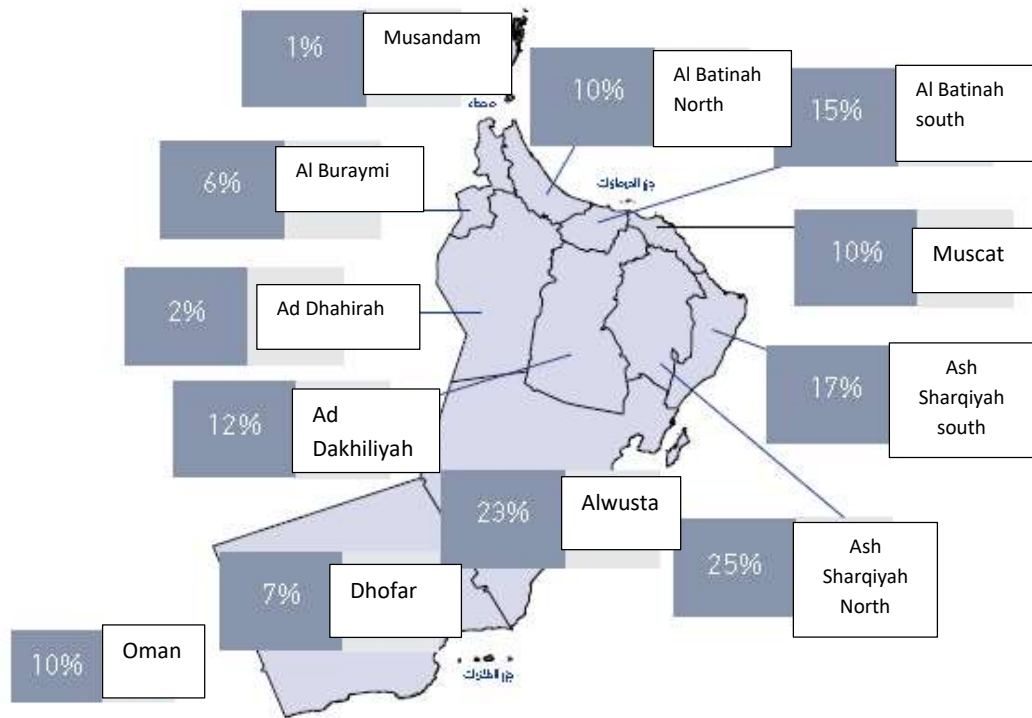 1%
Musandam
10%
Al Batinah
North
15%
Al Batinah
south
6%
Al Buraymi
10%
Muscat
2%
Ad Dhahirah
17%
Ash
Sharqiyah
south
12%
Ad
Dakhiliyah
23%
Alwusta
25%
Ash
Sharqiyah
North
7%
Dhofar
10%
Oman